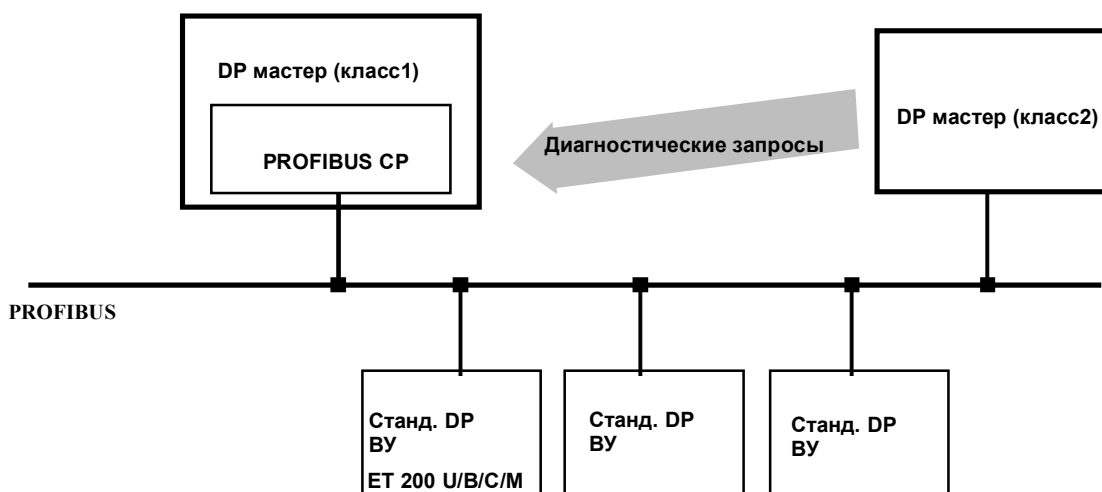 DP мастер (класс1)
PROFIBUS CP
Диагностические запросы
DP мастер (класс2)
PROFIBUS
Станд. DP
ВУ
ET 200 U/B/C/M
Станд. DP
ВУ
Станд. DP
ВУ